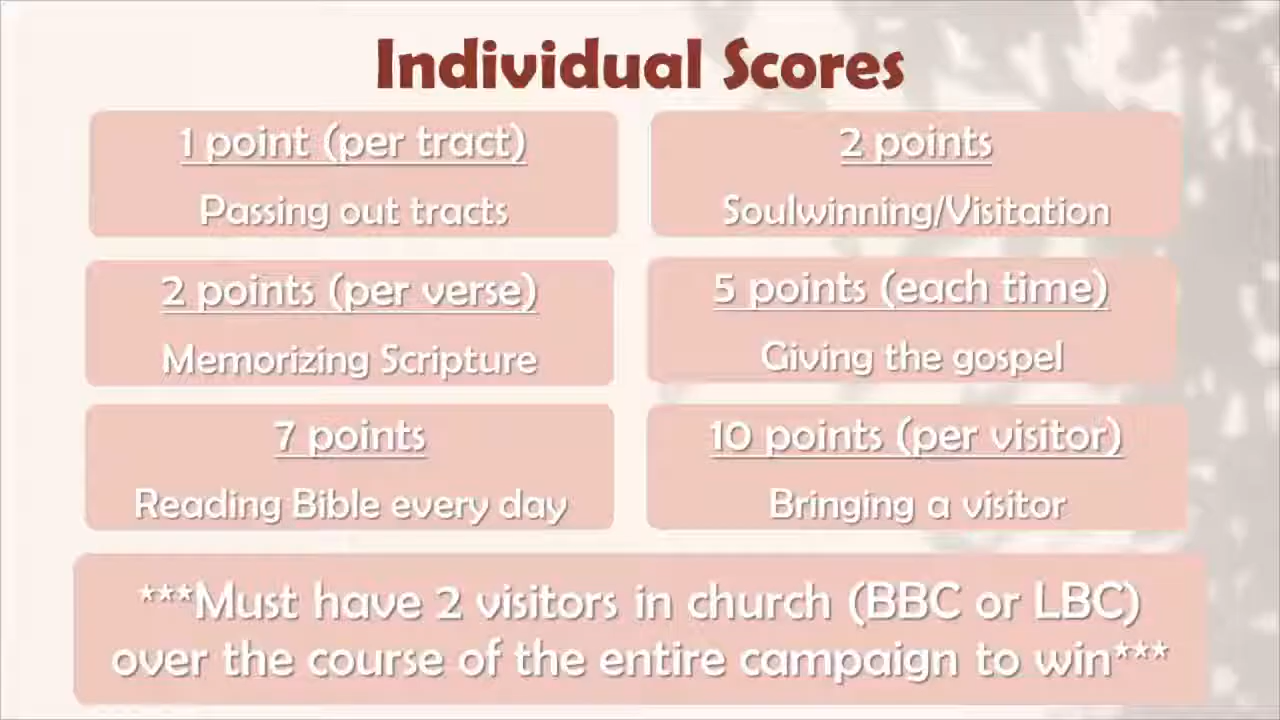 Individual Scores
1 point (per tract)
Passing out tracts
2 points
Soulwinning/Visitation
2 points (per verse)
Memorizing Scripture
5 points (each time)
Giving the gospel
7 points
Reading Bible every day
10 points (per visitor)
Bringing a visitor
***Must have 2 visitors in church (BBC or LBC)
over the course of the entire campaign to win***